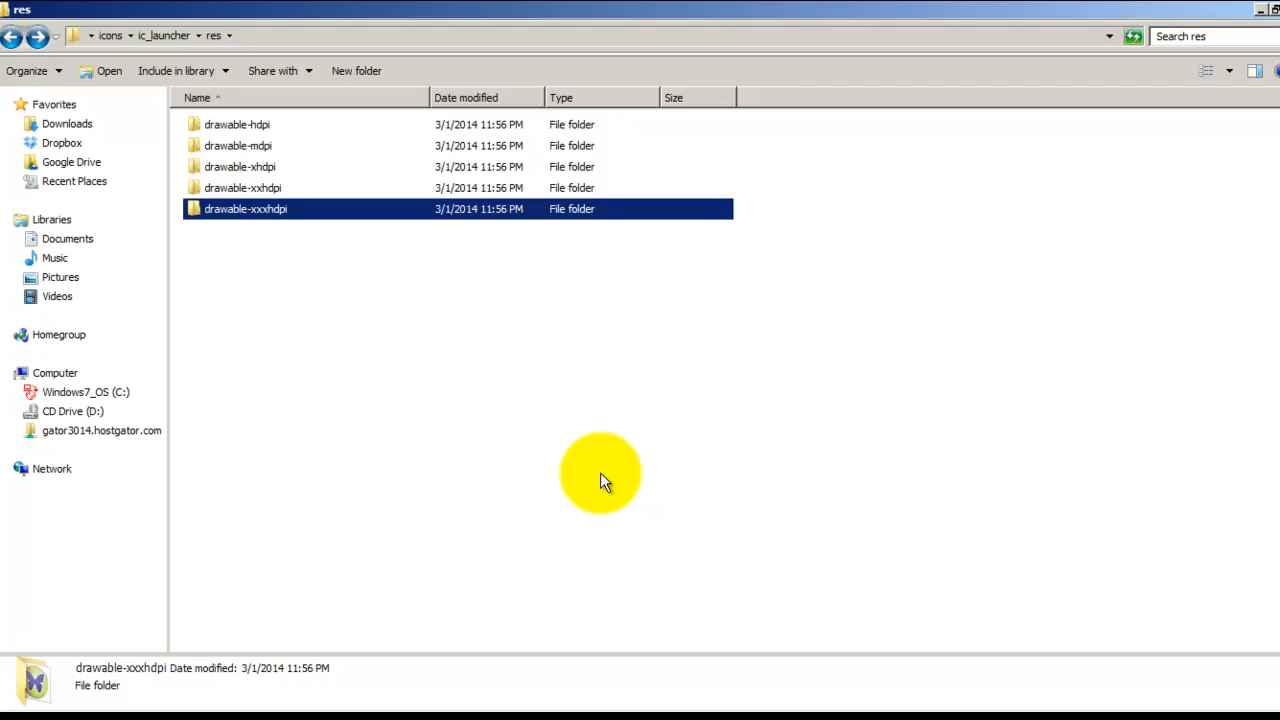 res
icons ic_launcher res
Search res
Organize Open Include in library Share with New folder
Name Date modified Type Size
Favorites
Downloads
Dropbox
Google Drive
Recent Places
Libraries
Documents
Music
Pictures
Videos
Homegroup
Computer
Windows7_OS (C:)
CD Drive (D:)
gator3014.hostgator.com
Network
drawable-hdpi 3/1/2014 11:56 PM File folder
drawable-mdpi 3/1/2014 11:56 PM File folder
drawable-xhdpi 3/1/2014 11:56 PM File folder
drawable-xxhdpi 3/1/2014 11:56 PM File folder
drawable-xxxhdpi 3/1/2014 11:56 PM File folder
drawable-xxxhdpi Date modified: 3/1/2014 11:56 PM
File folder